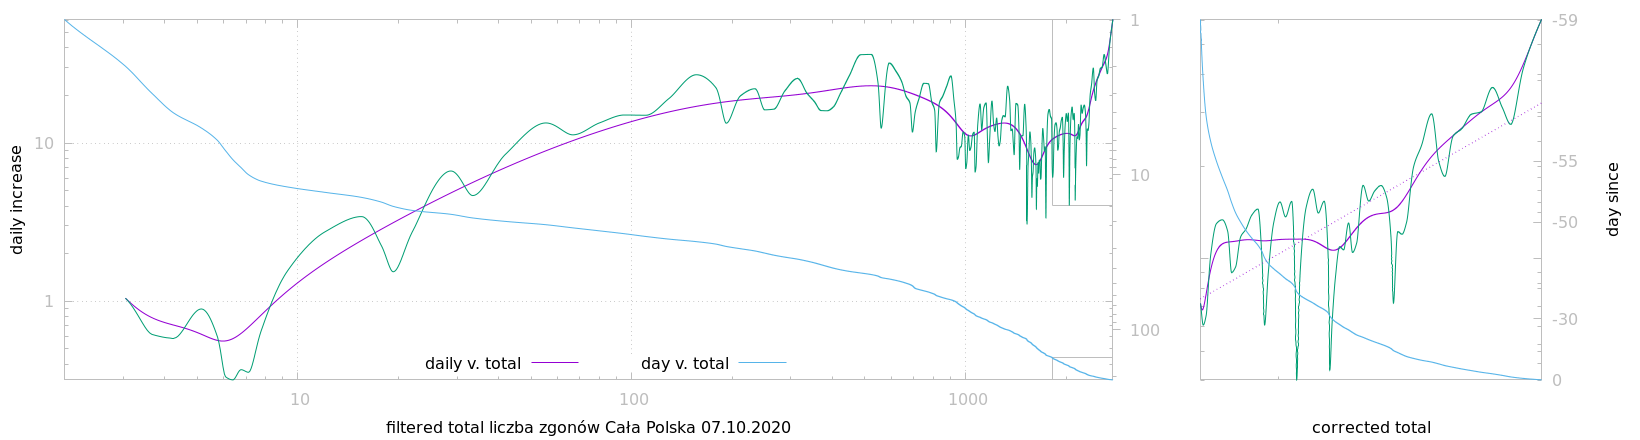 1
-59
10
daily increase
-55
10
day since
-50
1
-30
100
daily v. total
day v. total
0
10
100
1000
filtered total liczba zgonów Cała Polska 07.10.2020
corrected total